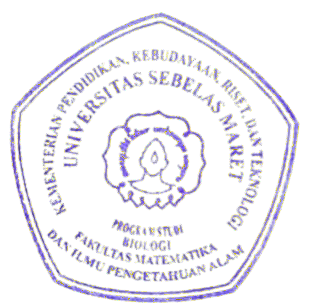 KEMENTERIAN PENDIDIKAN, KEBUDAYAAN, RISET, DAN TEKNOLOGI
UNIVERSITAS SEBELAS MARET
PROGRAM STUDI
BIOLOGI
FAKULTAS MATEMATIKA
DAN ILMU PENGETAHUAN ALAM